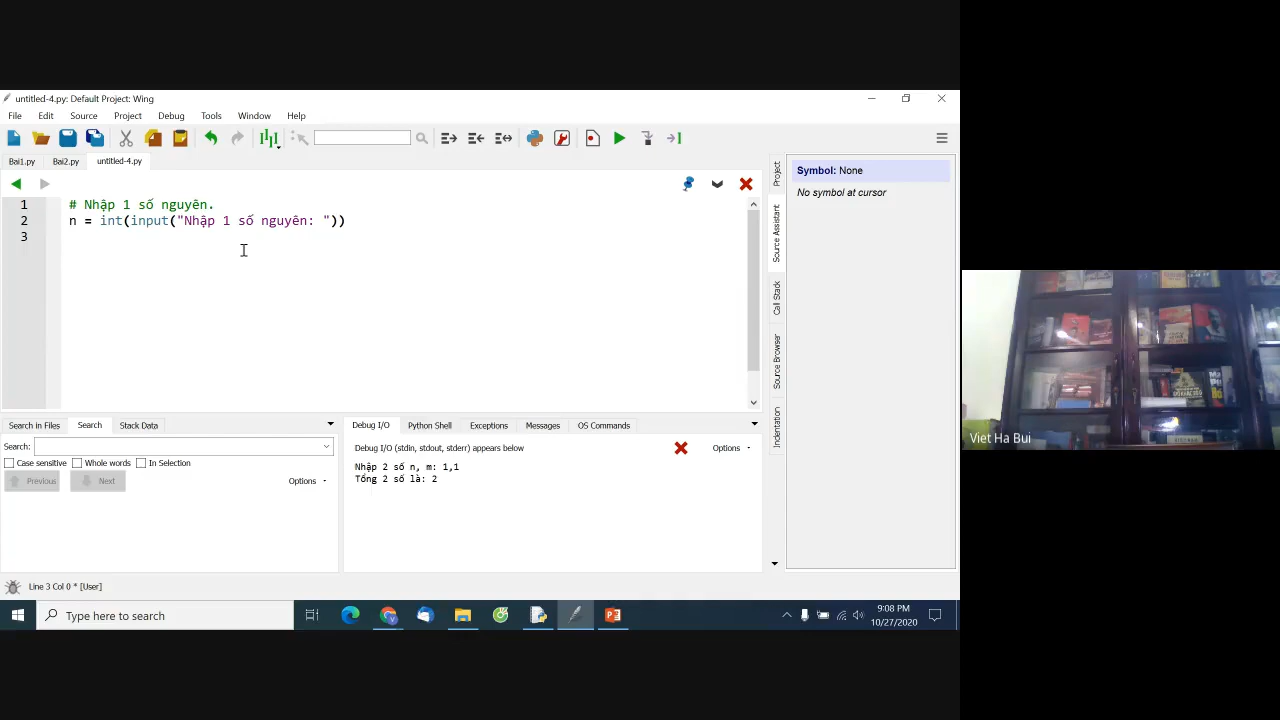 untitled-4.py: Default Project: Wing
File Edit Source Project Debug Tools Window Help
Bai1.py Bai2.py untitled-4.py
1 # Nhập 1 số nguyên.
2 n = int(input("Nhập 1 số nguyên: "))
3
Project
Source Assistant
Call Stack
Source Browser
Indentation
Symbol: None
No symbol at cursor
Search in Files Search Stack Data
Search:
Case sensitive Whole words In Selection
Previous Next Options
Debug I/O Python Shell Exceptions Messages OS Commands
Debug I/O (stdin, stdout, stderr) appears below Options
Nhập 2 số n, m: 1,1
Tổng 2 số là: 2
Line 3 Col 0 * [User]
Type here to search
9:08 PM
10/27/2020
Viet Ha Bui